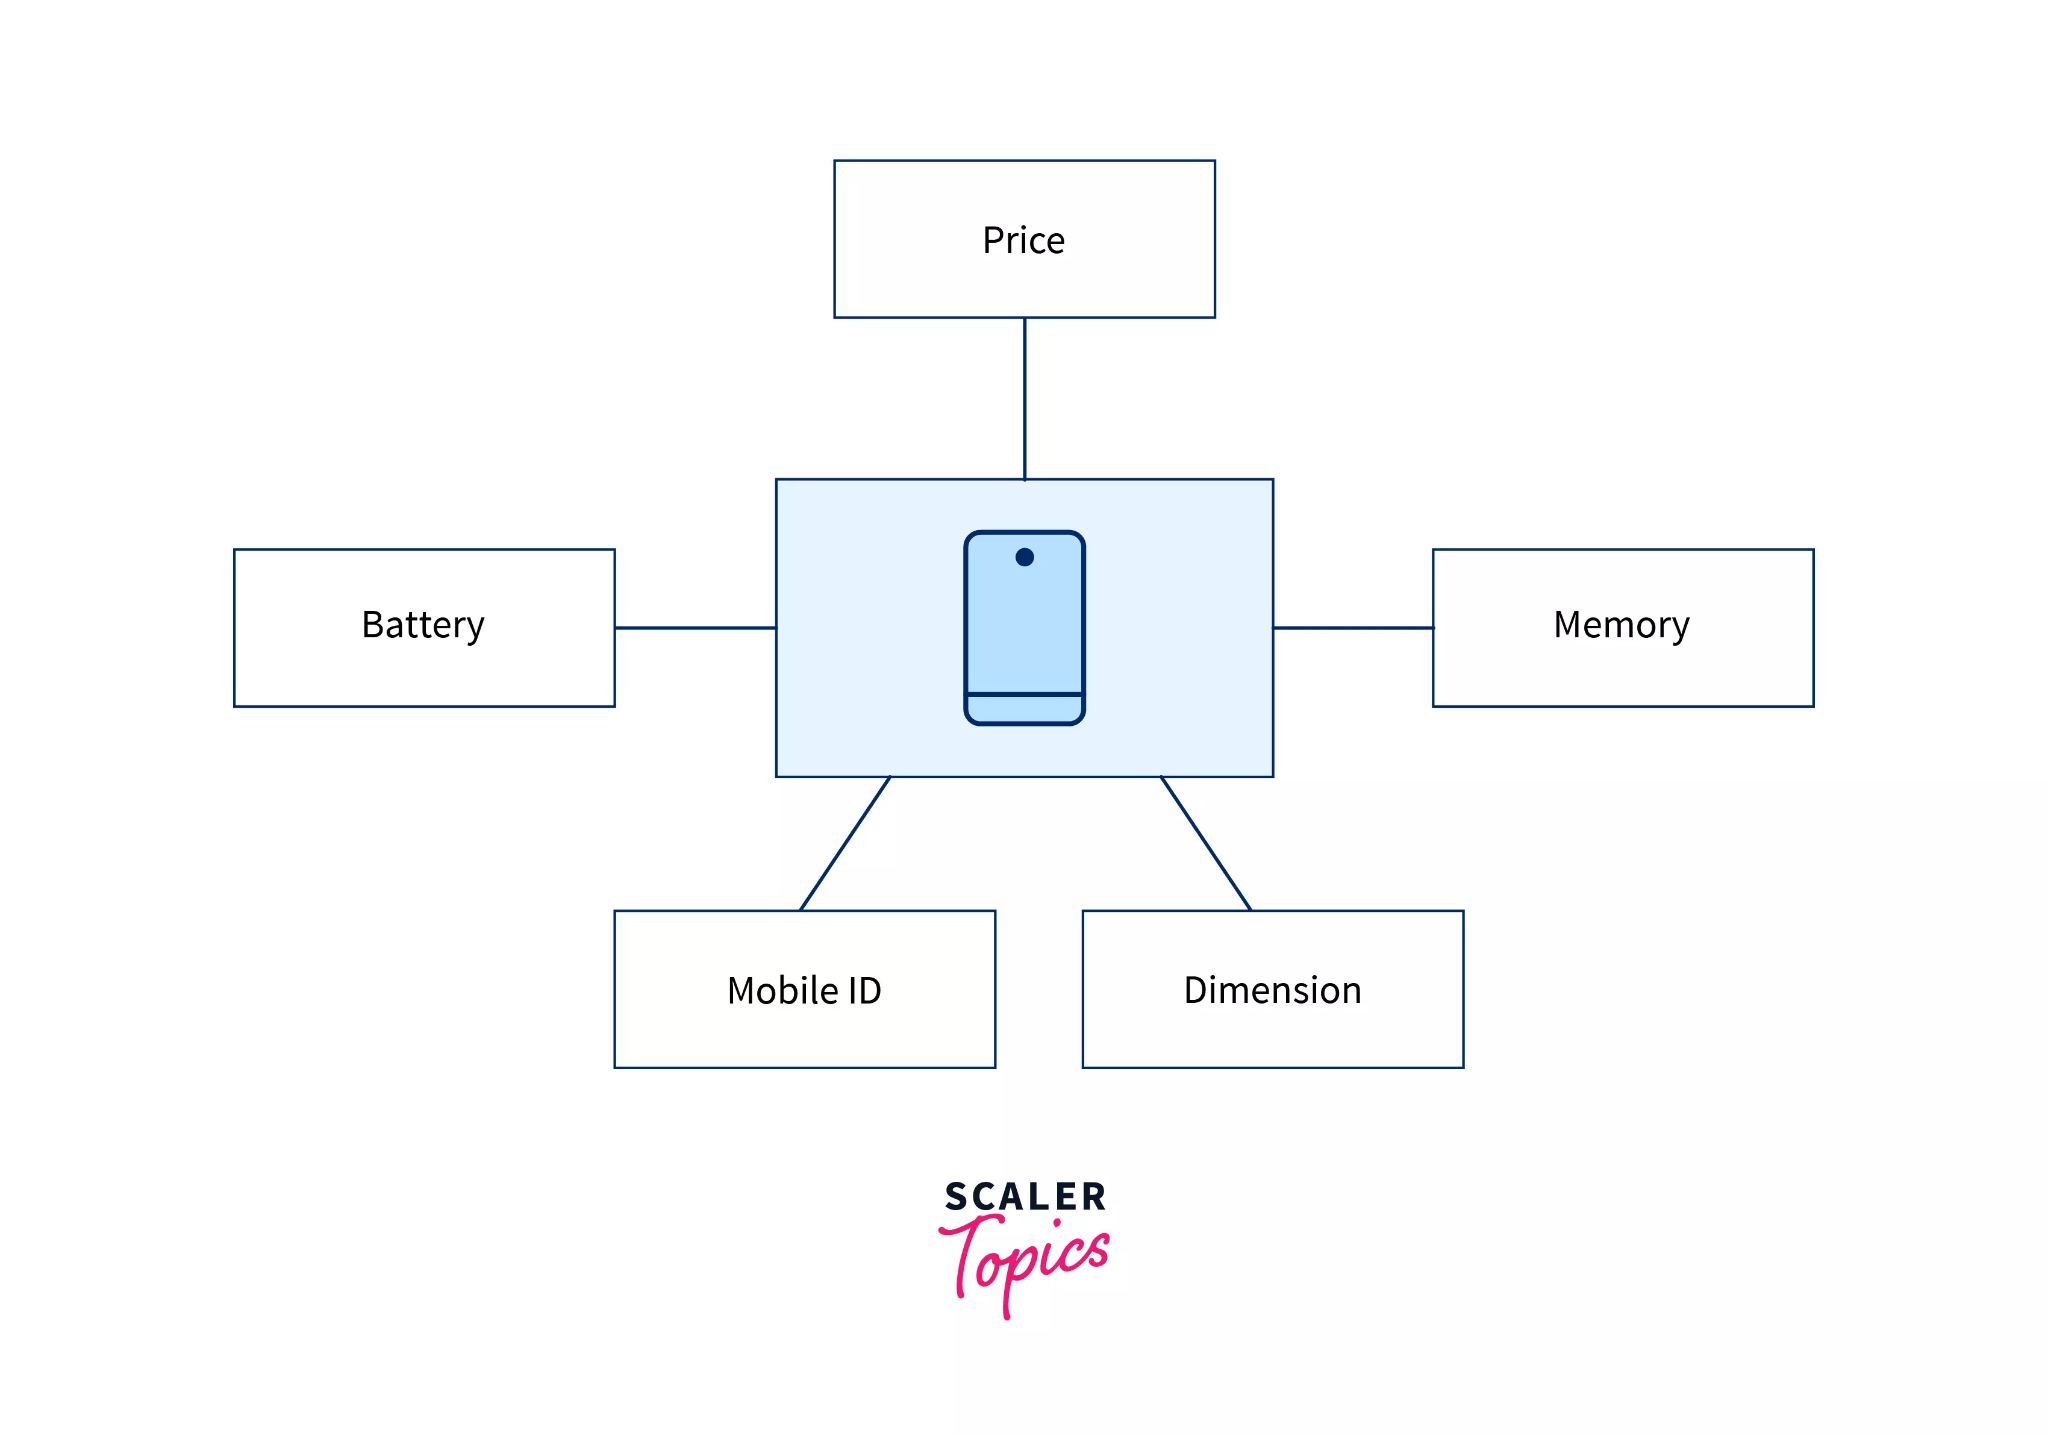 Price
Battery
Memory
Mobile ID
Dimension
SCALER
Topics